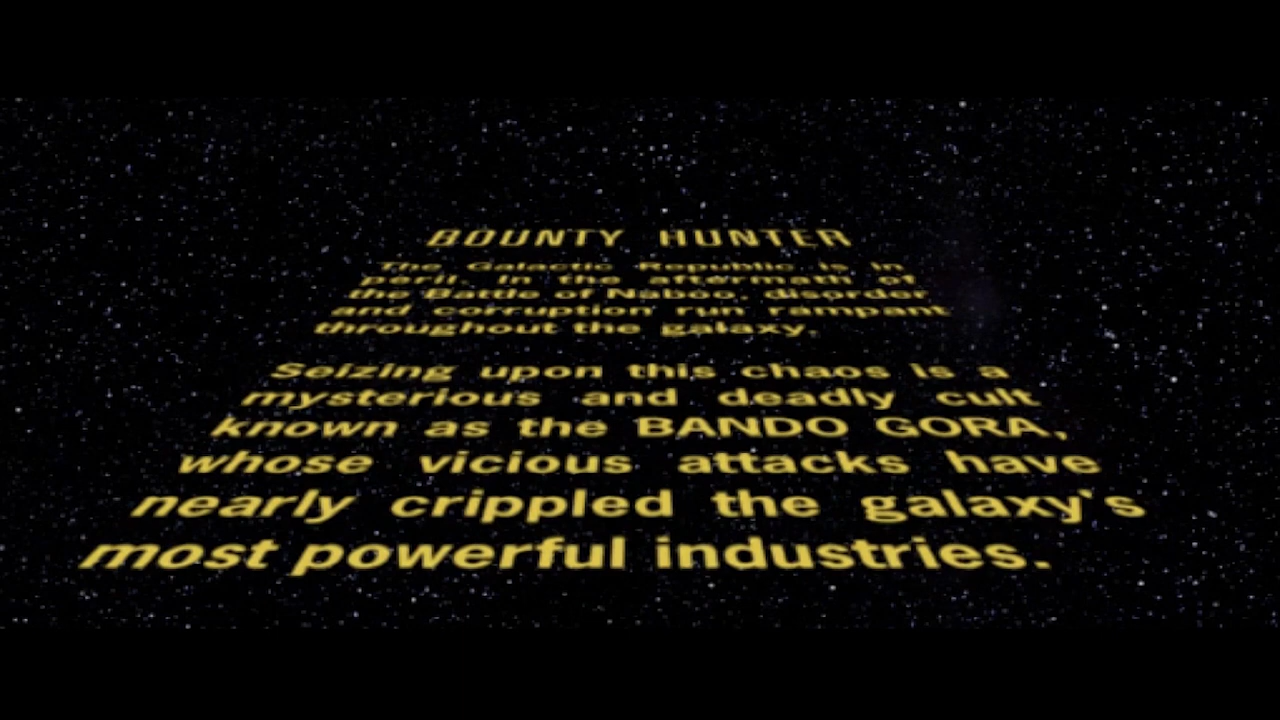 BOUNTY HUNTER
The Galactic Republic is in
peril. In the aftermath of
the Battle of Naboo, disorder
and corruption run rampant
throughout the galaxy.
Seizing upon this chaos is a
mysterious and deadly cult
known as the BANDO GORA,
whose vicious attacks have
nearly crippled the galaxy's
most powerful industries.